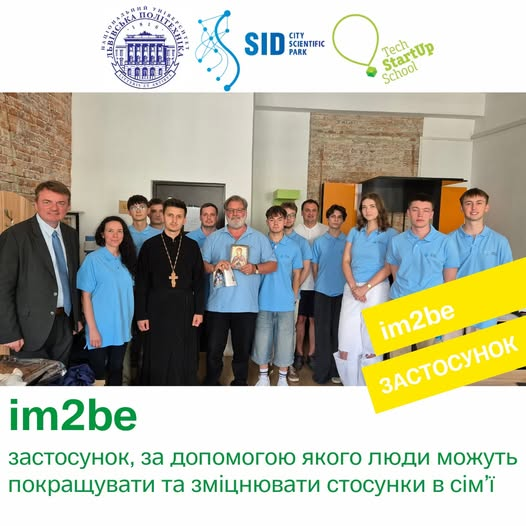 НАЦІОНАЛЬНИЙ УНІВЕРСИТЕТ
ЛЬВІВСЬКА ПОЛІТЕХНІКА
SID CITY
SCIENTIFIC
PARK
Tech
StartUp
School
im2be
ЗАСТОСУНОК
im2be
застосунок, за допомогою якого люди можуть
покращувати та зміцнювати стосунки в сім’ї